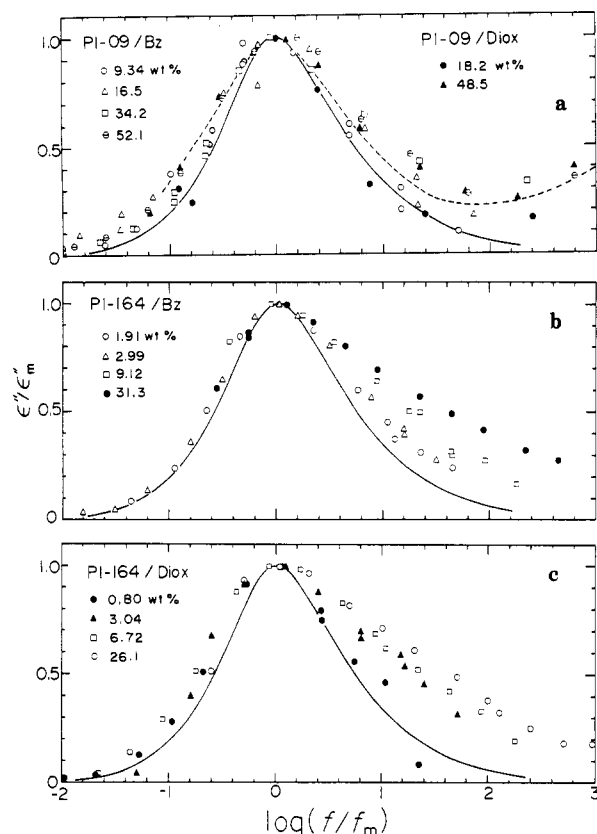 PI-09/Bz
○ 9.34 wt%
△ 16.5
□ 34.2
⊖ 52.1
PI-09/Diox
● 18.2 wt%
▲ 48.5
a
1.0
0.5
0
PI-164/Bz
○ 1.91 wt%
△ 2.99
□ 9.12
● 31.3
b
ε"/ε"m
1.0
0.5
0
PI-164/Diox
● 0.80 wt%
▲ 3.04
□ 6.72
○ 26.1
c
1.0
0.5
0
-2 -1 0 1 2 3
log(f/fm)